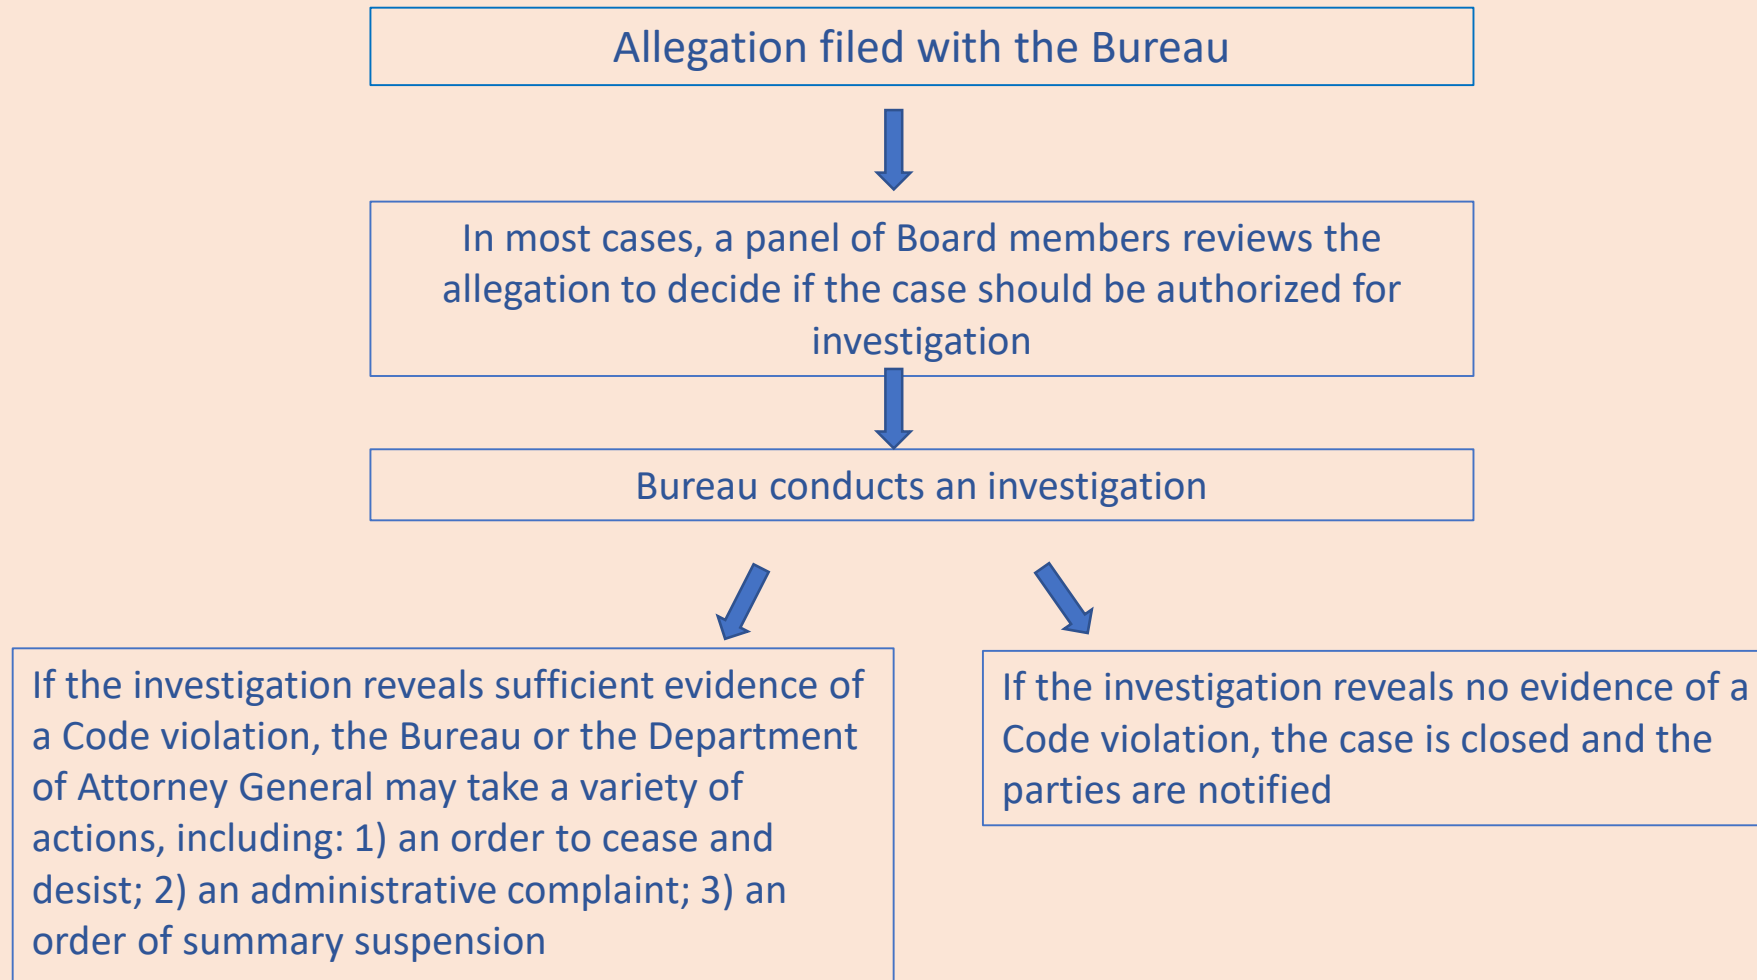 Allegation filed with the Bureau
In most cases, a panel of Board members reviews the
allegation to decide if the case should be authorized for
investigation
Bureau conducts an investigation
If the investigation reveals sufficient evidence of
a Code violation, the Bureau or the Department
of Attorney General may take a variety of
actions, including: 1) an order to cease and
desist; 2) an administrative complaint; 3) an
order of summary suspension
If the investigation reveals no evidence of a
Code violation, the case is closed and the
parties are notified